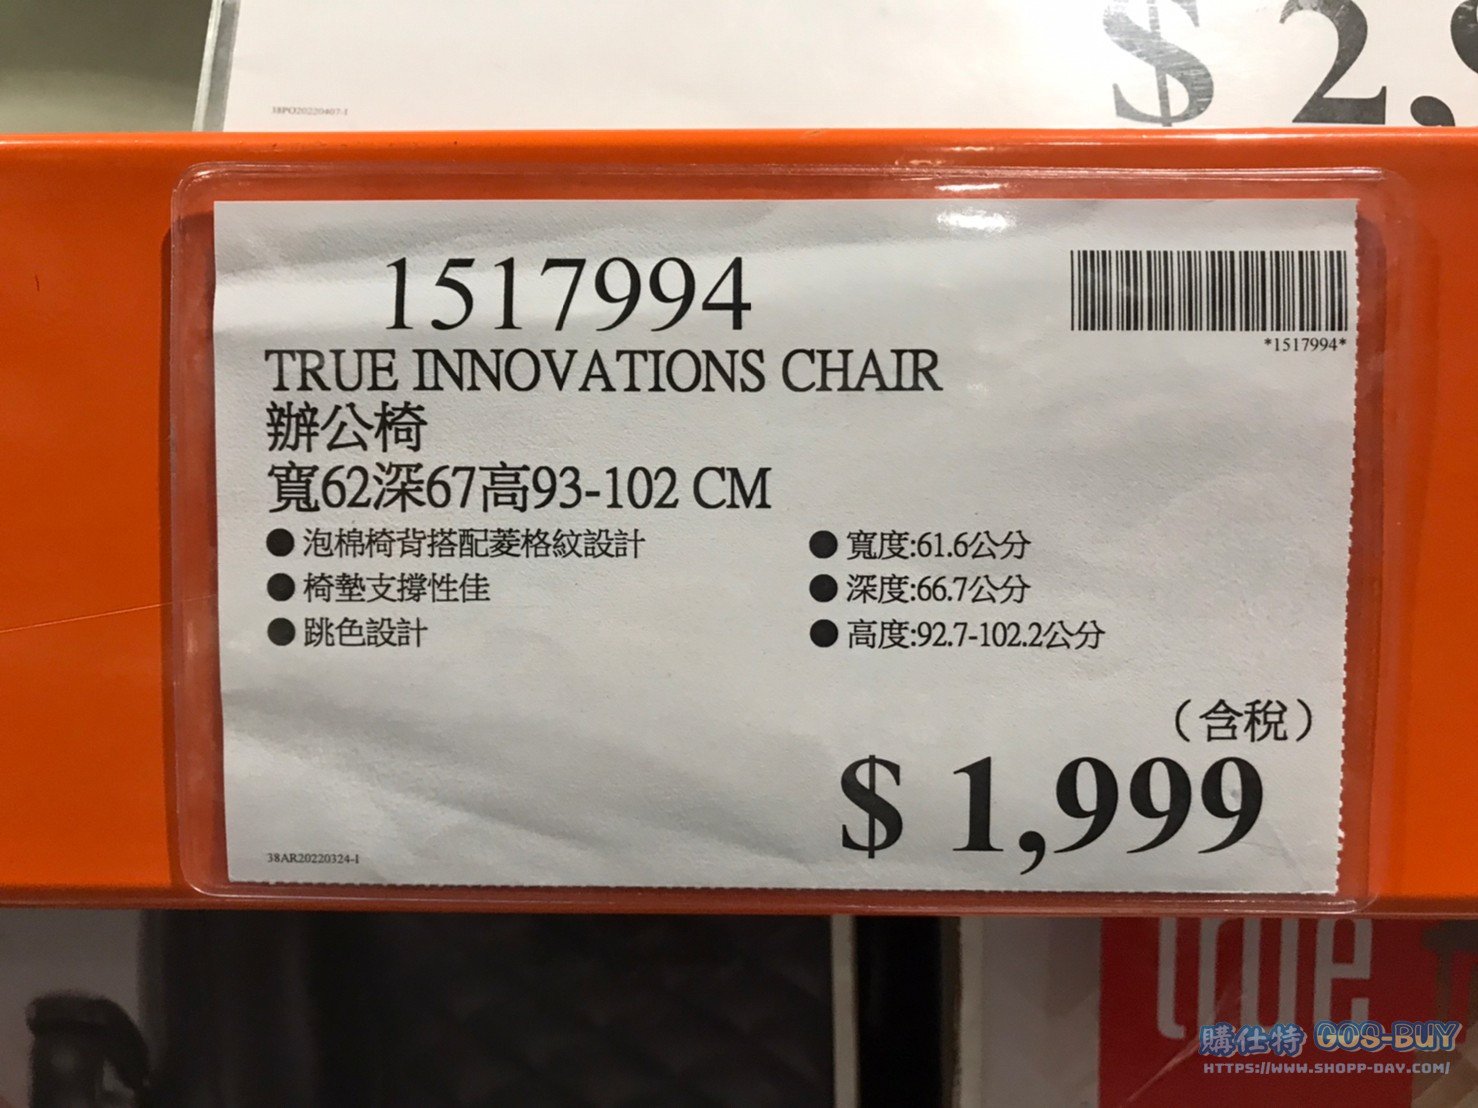 38PO20220407-I
$ 2,
1517994
*1517994*
TRUE INNOVATIONS CHAIR
辦公椅
寬62深67高93-102 CM
● 泡棉椅背搭配菱格紋設計
● 椅墊支撐性佳
● 跳色設計
● 寬度:61.6公分
● 深度:66.7公分
● 高度:92.7-102.2公分
（含稅）
$ 1,999
38AR20220324-I
true
購仕特 GOS-BUY
HTTPS://WWW.SHOPP-DAY.COM/